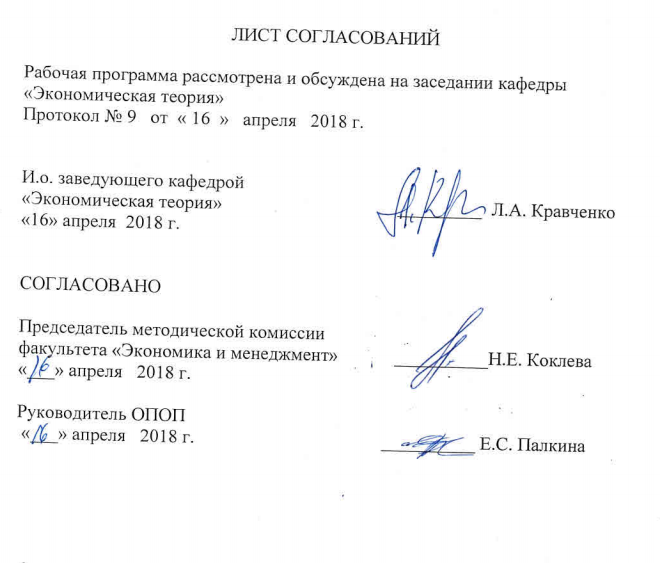 ЛИСТ СОГЛАСОВАНИЙ
Рабочая программа рассмотрена и обсуждена на заседании кафедры
«Экономическая теория»
Протокол № 9 от « 16 » апреля 2018 г.
И.о. заведующего кафедрой
«Экономическая теория»
«16» апреля 2018 г.
Л.А. Кравченко
СОГЛАСОВАНО
Председатель методической комиссии
факультета «Экономика и менеджмент»
«16» апреля 2018 г.
Н.Е. Коклева
Руководитель ОПОП
«16» апреля 2018 г.
Е.С. Палкина